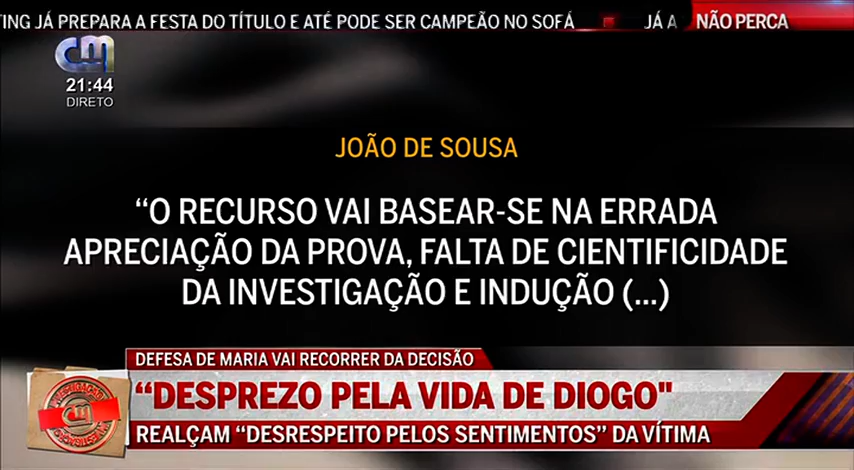 TING JÁ PREPARA A FESTA DO TÍTULO E ATÉ PODE SER CAMPEÃO NO SOFÁ JÁ A NÃO PERCA
CM
21:44
DIRETO
JOÃO DE SOUSA
“O RECURSO VAI BASEAR-SE NA ERRADA
APRECIAÇÃO DA PROVA, FALTA DE CIENTIFICIDADE
DA INVESTIGAÇÃO E INDUÇÃO (...)
DEFESA DE MARIA VAI RECORRER DA DECISÃO
“DESPREZO PELA VIDA DE DIOGO"
REALÇAM “DESRESPEITO PELOS SENTIMENTOS” DA VÍTIMA